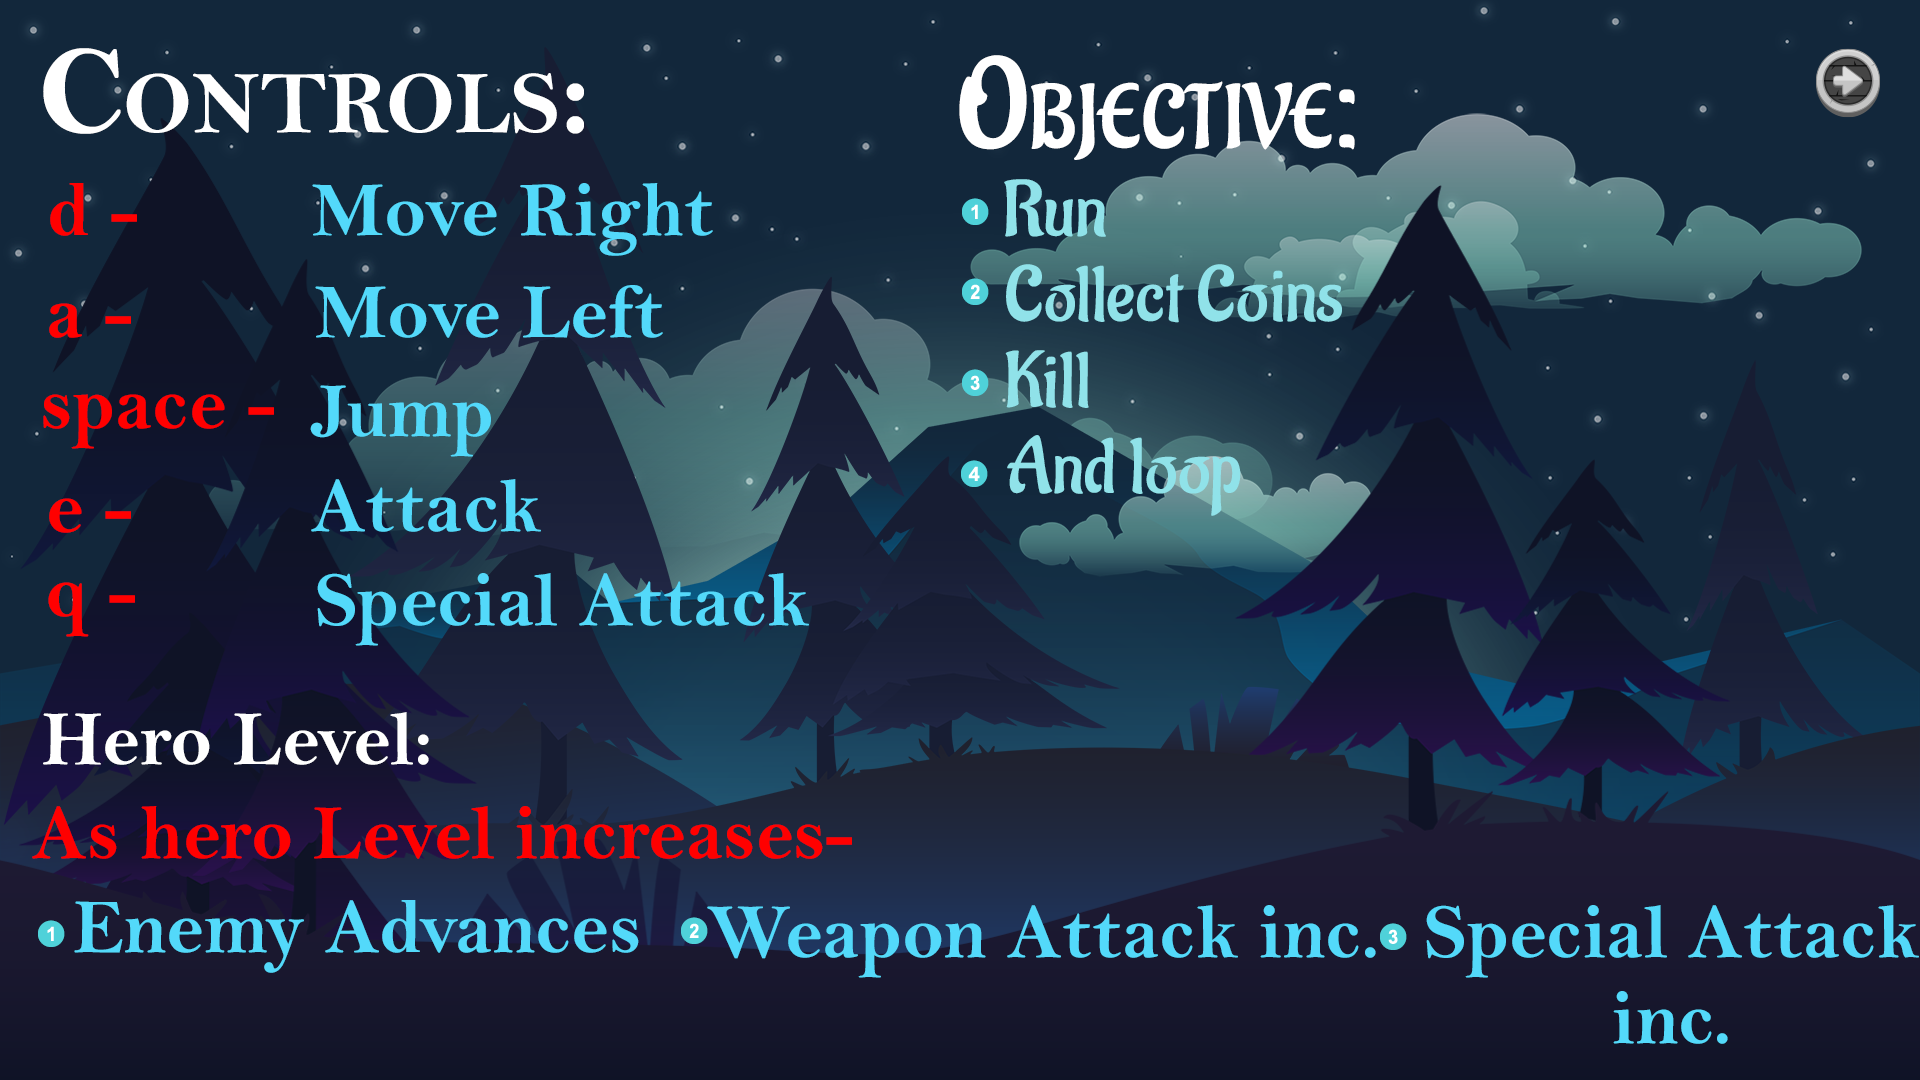 Controls:
d - Move Right
a - Move Left
space - Jump
e - Attack
q - Special Attack
Objective:
1 Run
2 Collect Coins
3 Kill
4 And loop
Hero Level:
As hero Level increases-
1 Enemy Advances 2 Weapon Attack inc. 3 Special Attack
inc.